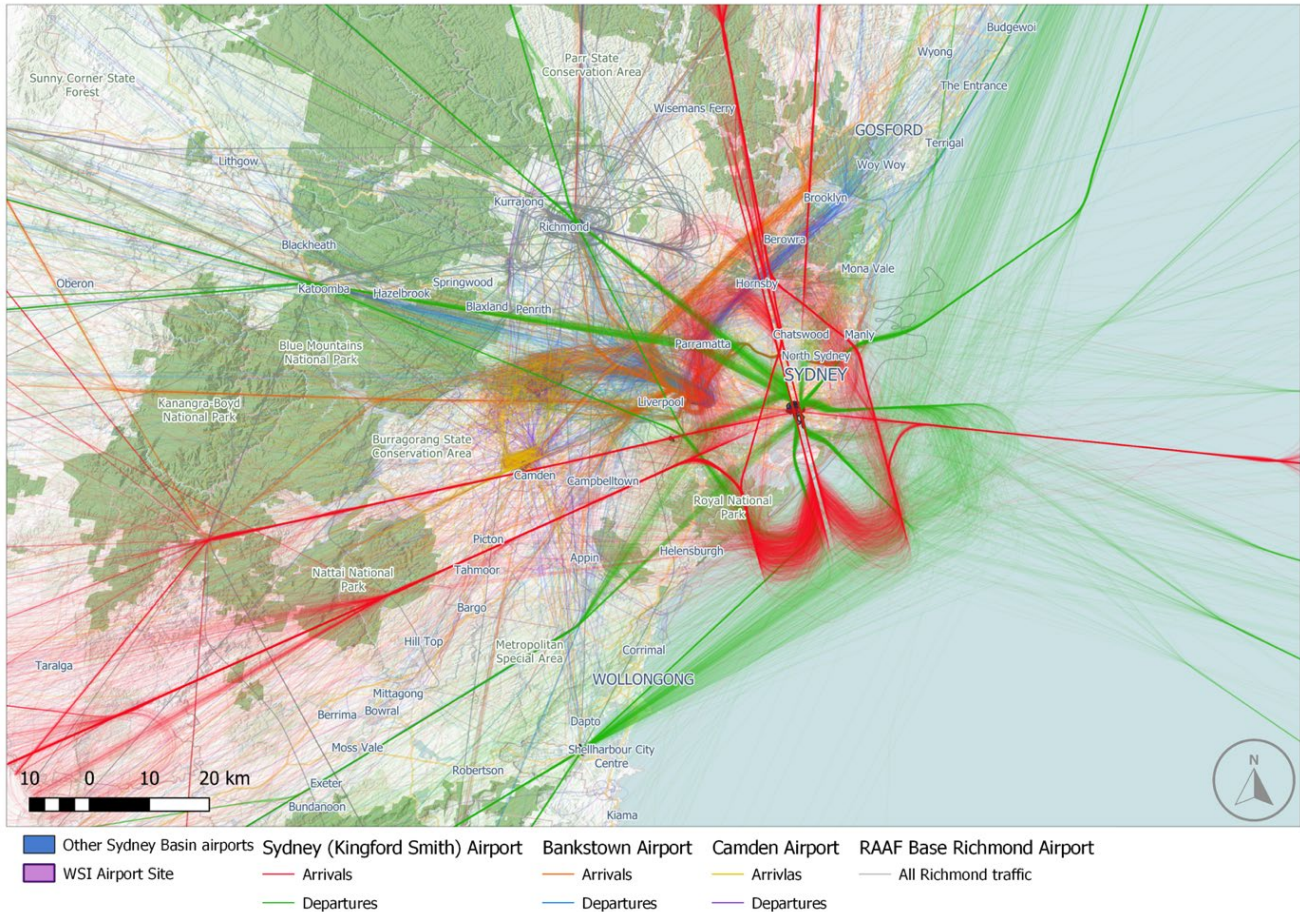 Budgewoi
Wyong
Parr State
Conservation Area
Sunny Corner State
Forest
The Entrance
Wisemans Ferry
GOSFORD
Terrigal
Lithgow
Woy Woy
Kurrajong
Brooklyn
Richmond
Berowra
Blackheath
Mona Vale
Oberon
Springwood
Hornsby
Katoomba
Hazelbrook
Blaxland
Penrith
Chatswood
Manly
Blue Mountains
National Park
Parramatta
North Sydney
SYDNEY
Kanangra-Boyd
National Park
Liverpool
Burragorang State
Conservation Area
Camden
Campbelltown
Royal National
Park
Picton
Helensburgh
Appin
Nattai National
Park
Tahmoor
Bargo
Hill Top
Metropolitan
Special Area
Corrimal
Taralga
WOLLONGONG
Mittagong
Berrima
Bowral
Dapto
Moss Vale
Shellharbour City
Centre
Robertson
Exeter
Bundanoon
Kiama
10 0 10 20 km
N
Other Sydney Basin airports
WSI Airport Site
Sydney (Kingford Smith) Airport
Arrivals
Departures
Bankstown Airport
Arrivals
Departures
Camden Airport
Arrivlas
Departures
RAAF Base Richmond Airport
All Richmond traffic